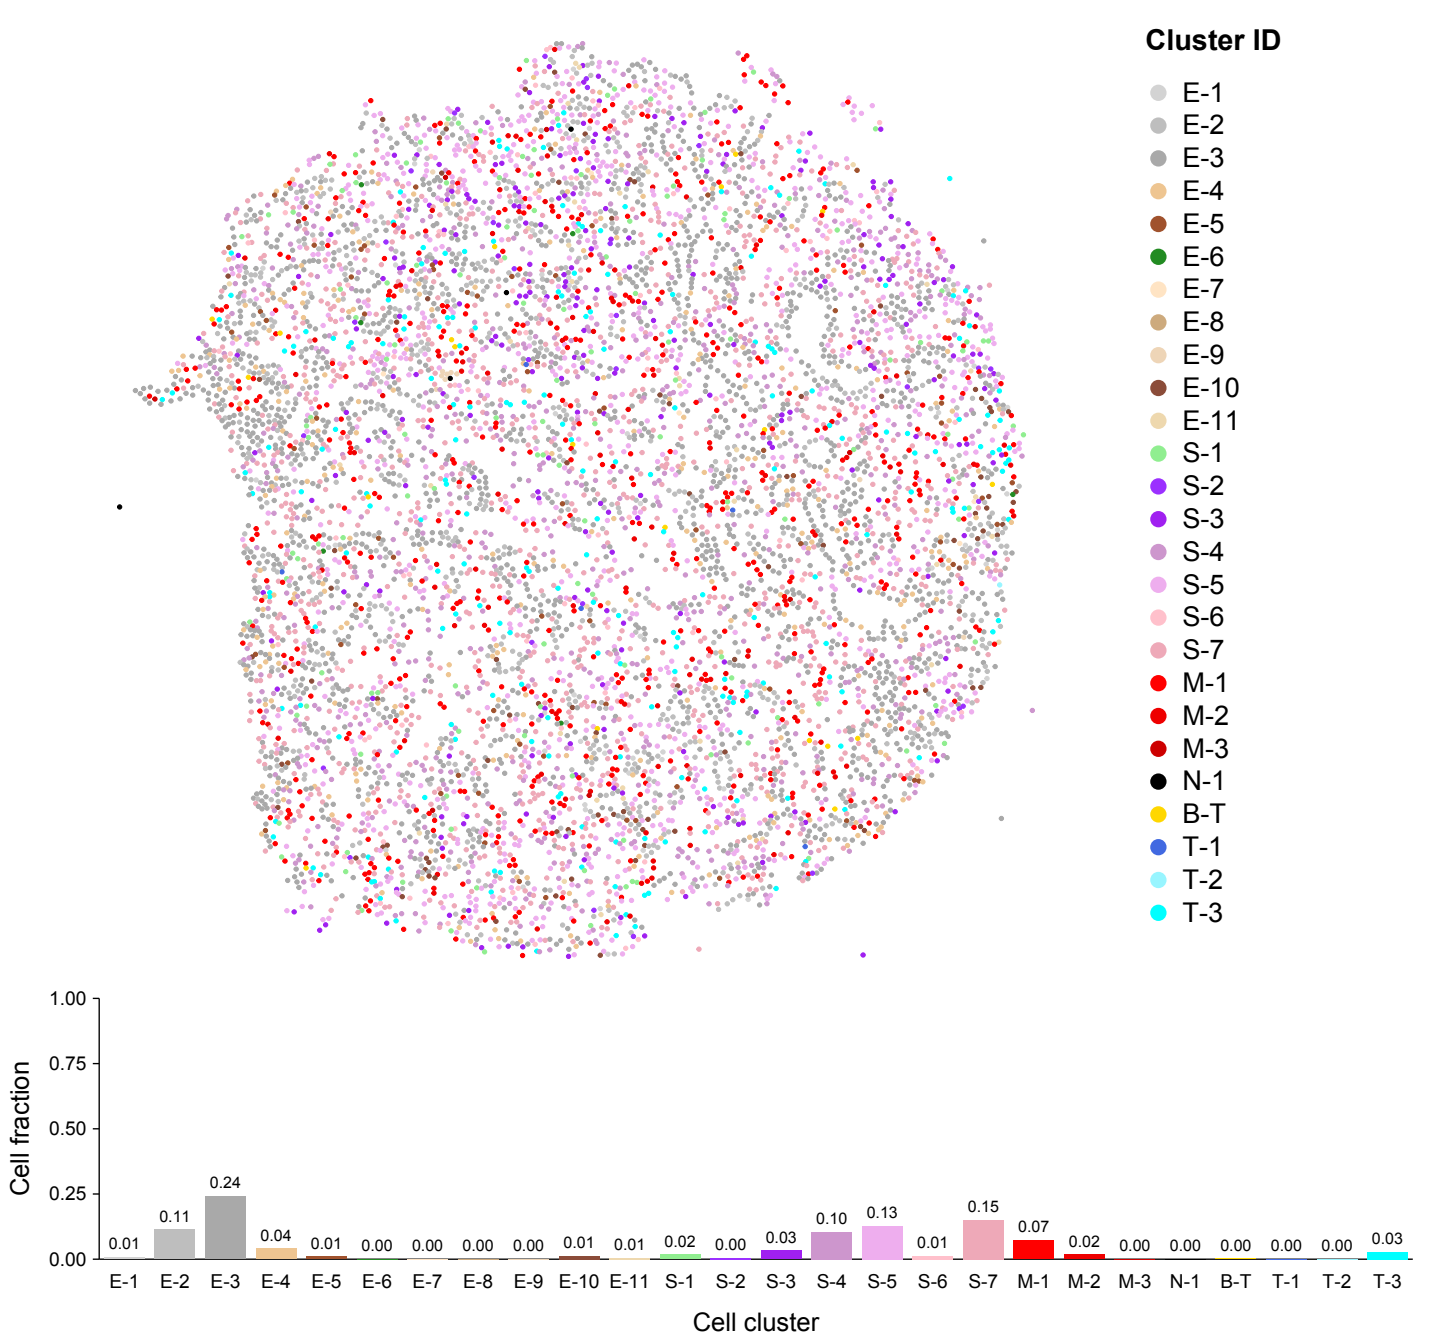 Cluster ID
E-1
E-2
E-3
E-4
E-5
E-6
E-7
E-8
E-9
E-10
E-11
S-1
S-2
S-3
S-4
S-5
S-6
S-7
M-1
M-2
M-3
N-1
B-T
T-1
T-2
T-3
Cell fraction
1.00
0.75
0.50
0.25
0.00
0.01 0.11 0.24 0.04 0.01 0.00 0.00 0.00 0.00 0.01 0.01 0.02 0.00 0.03 0.10 0.13 0.01 0.15 0.07 0.02 0.00 0.00 0.00 0.00 0.00 0.03
E-1 E-2 E-3 E-4 E-5 E-6 E-7 E-8 E-9 E-10 E-11 S-1 S-2 S-3 S-4 S-5 S-6 S-7 M-1 M-2 M-3 N-1 B-T T-1 T-2 T-3
Cell cluster